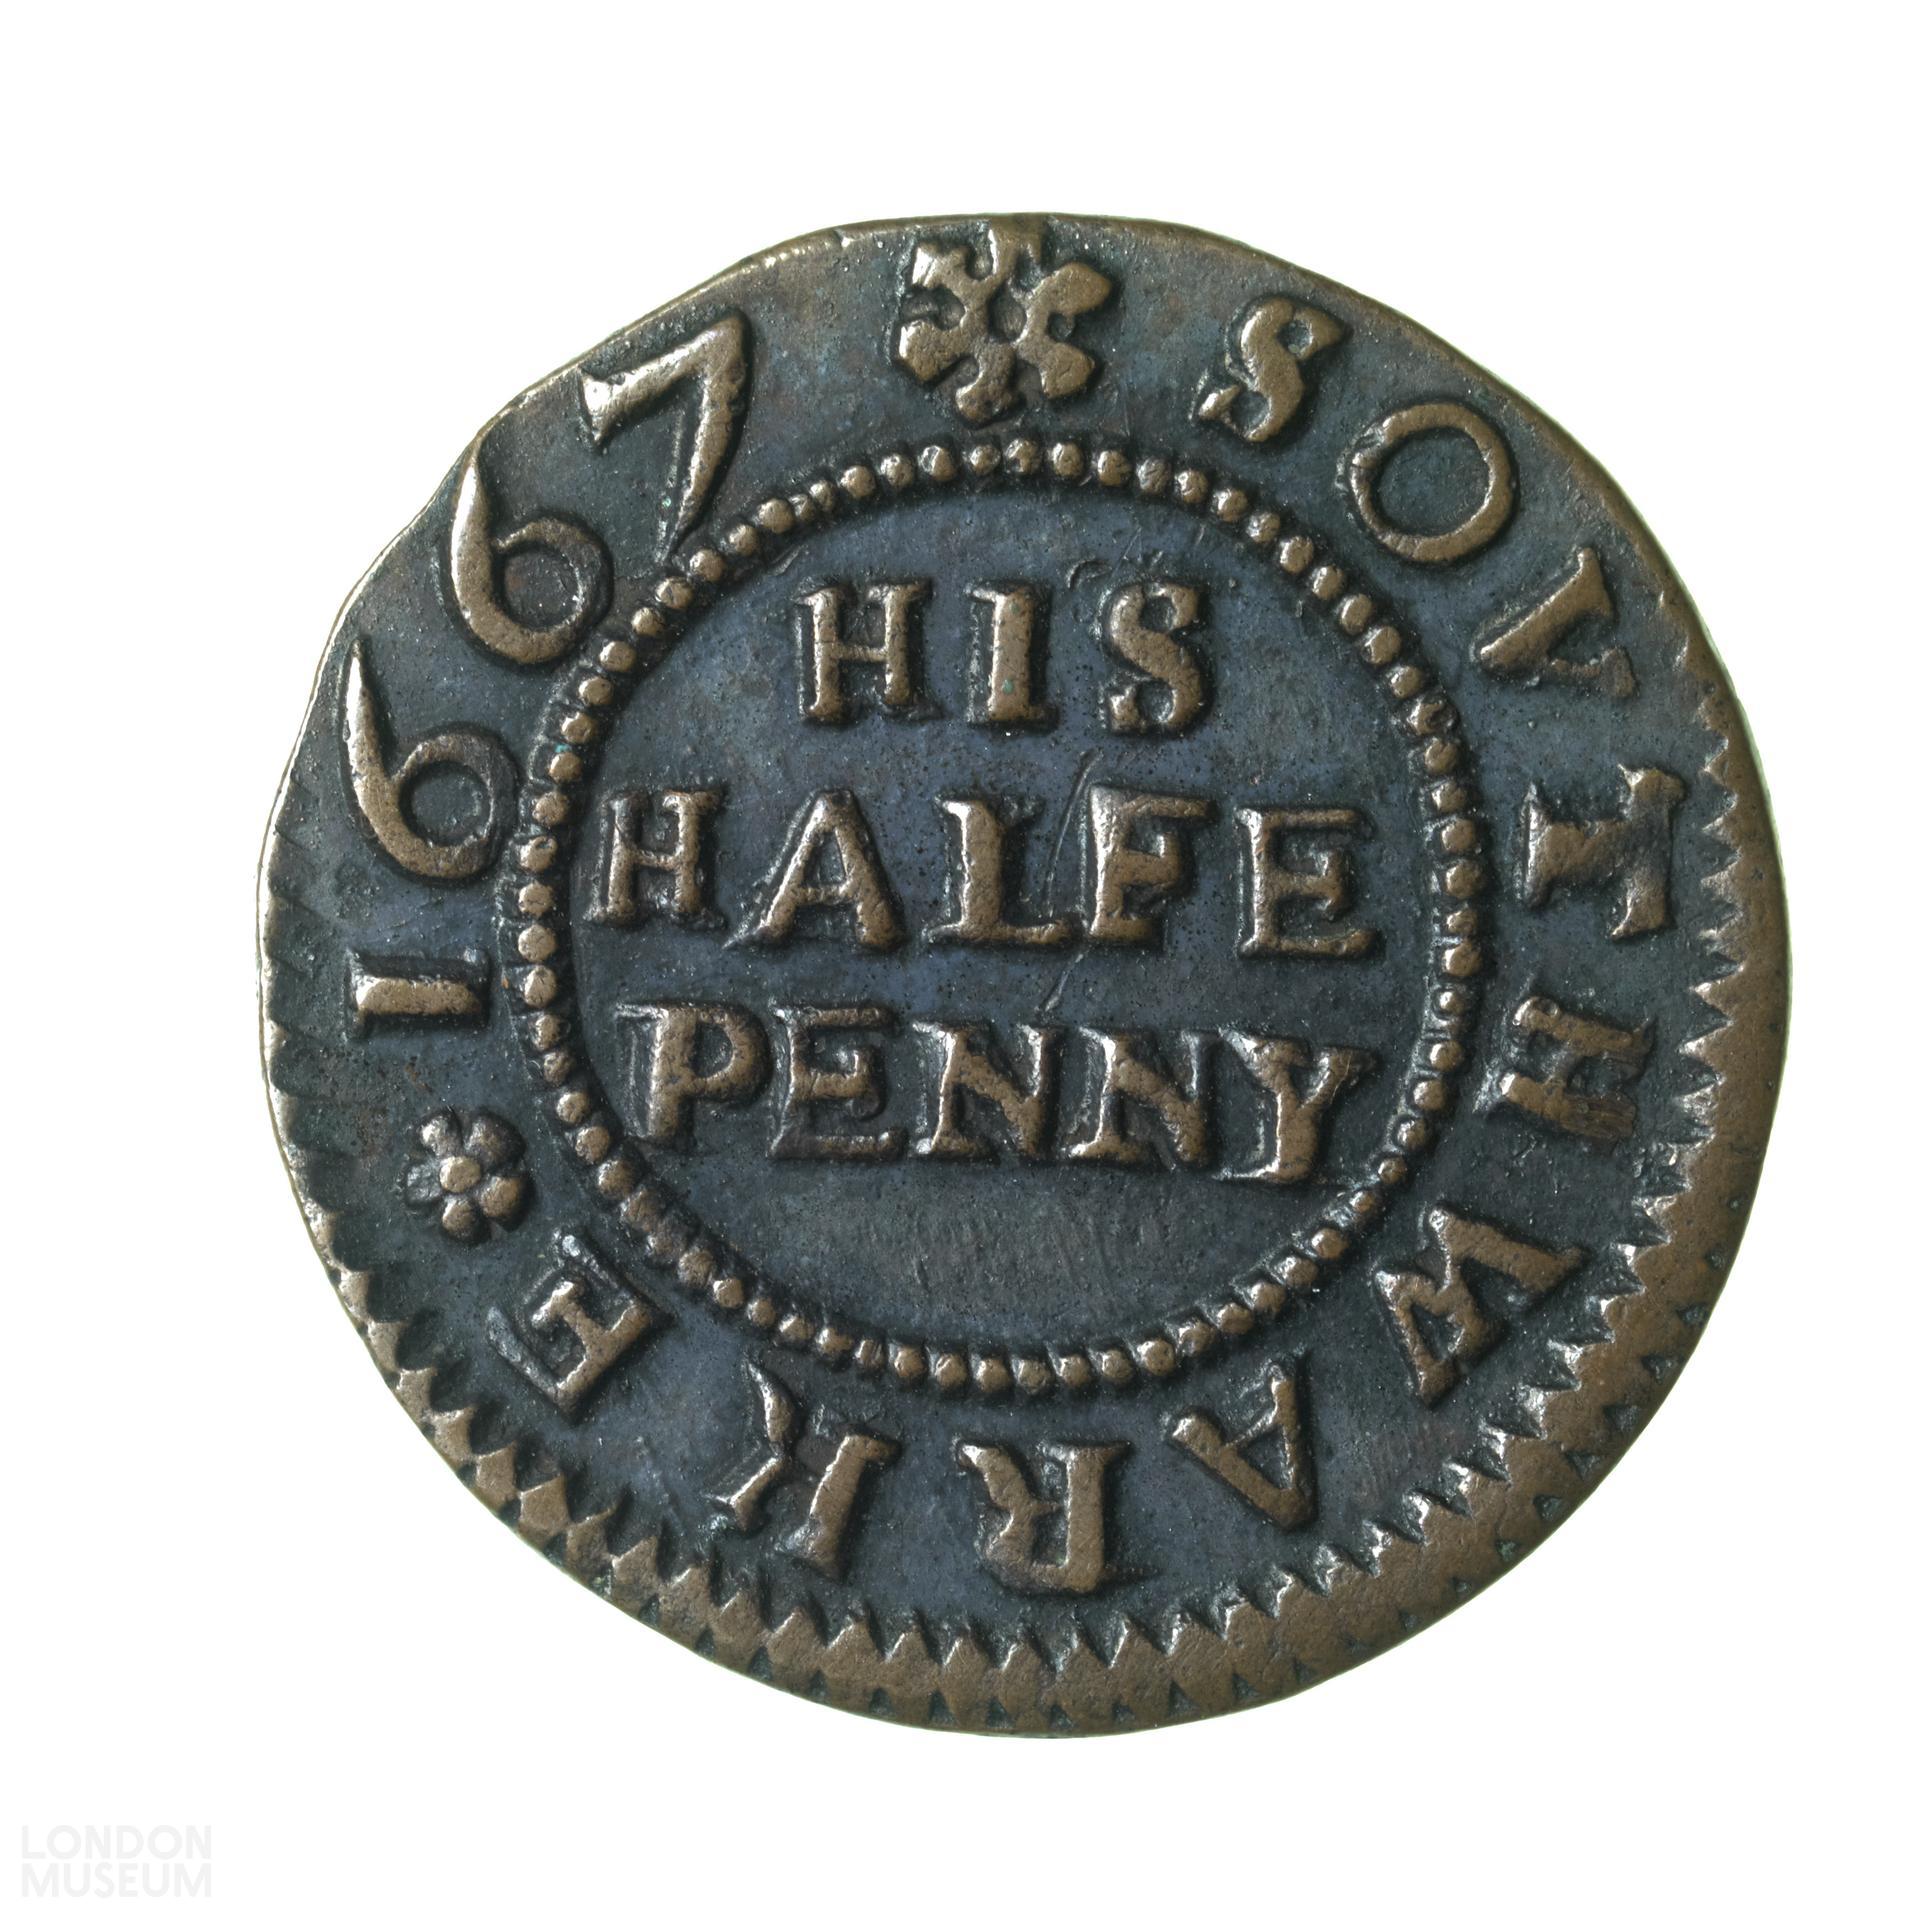 SOVTHWARKE 1667
HIS
HALFE
PENNY
LONDON
MUSEUM